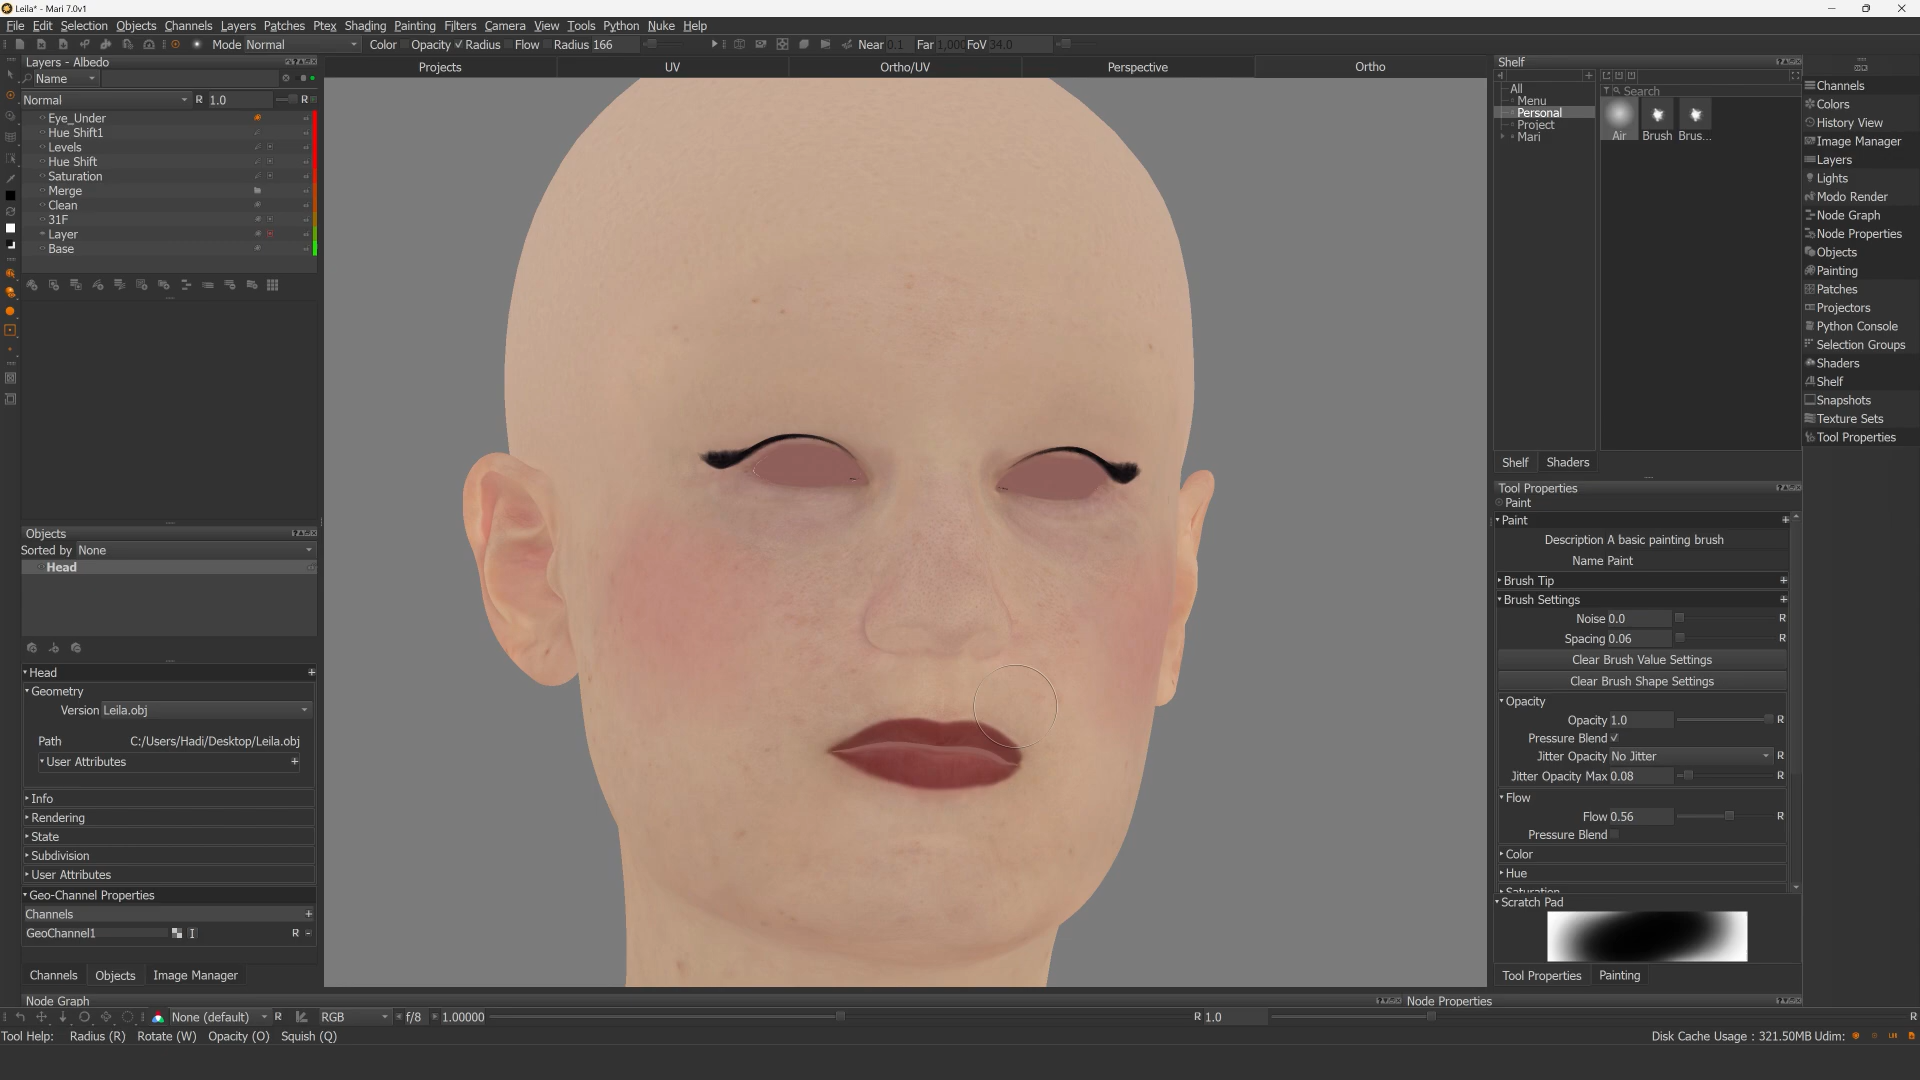 Leila* - Mari 7.0v1
File Edit Selection Objects Channels Layers Patches Ptex Shading Painting Filters Camera View Tools Python Nuke Help
Mode Normal Color Opacity Radius Flow Radius 166 Near 0.1 Far 1,000 FoV 34.0
Layers - Albedo
Name
Normal R 1.0 R
Eye_Under
Hue Shift1
Levels
Hue Shift
Saturation
Merge
Clean
31F
Layer
Base
Projects UV Ortho/UV Perspective Ortho
Objects
Sorted by None
Head
Head
Geometry
Version Leila.obj
Path C:/Users/Hadi/Desktop/Leila.obj
User Attributes
Info
Rendering
State
Subdivision
User Attributes
Geo-Channel Properties
Channels
GeoChannel1 R
Channels Objects Image Manager
Shelf
All
Menu
Personal
Project
Mari
Search
Air Brush Brus...
Shelf Shaders
Tool Properties
Paint
Paint
Description A basic painting brush
Name Paint
Brush Tip
Brush Settings
Noise 0.0 R
Spacing 0.06 R
Clear Brush Value Settings
Clear Brush Shape Settings
Opacity
Opacity 1.0 R
Pressure Blend
Jitter Opacity No Jitter R
Jitter Opacity Max 0.08 R
Flow
Flow 0.56 R
Pressure Blend
Color
Hue
Saturation
Scratch Pad
Tool Properties Painting
Channels
Colors
History View
Image Manager
Layers
Lights
Modo Render
Node Graph
Node Properties
Objects
Painting
Patches
Projectors
Python Console
Selection Groups
Shaders
Shelf
Snapshots
Texture Sets
Tool Properties
Node Graph Node Properties
None (default) R RGB f/8 1.00000 R 1.0 R
Tool Help: Radius (R) Rotate (W) Opacity (O) Squish (Q) Disk Cache Usage : 321.50MB Udim: